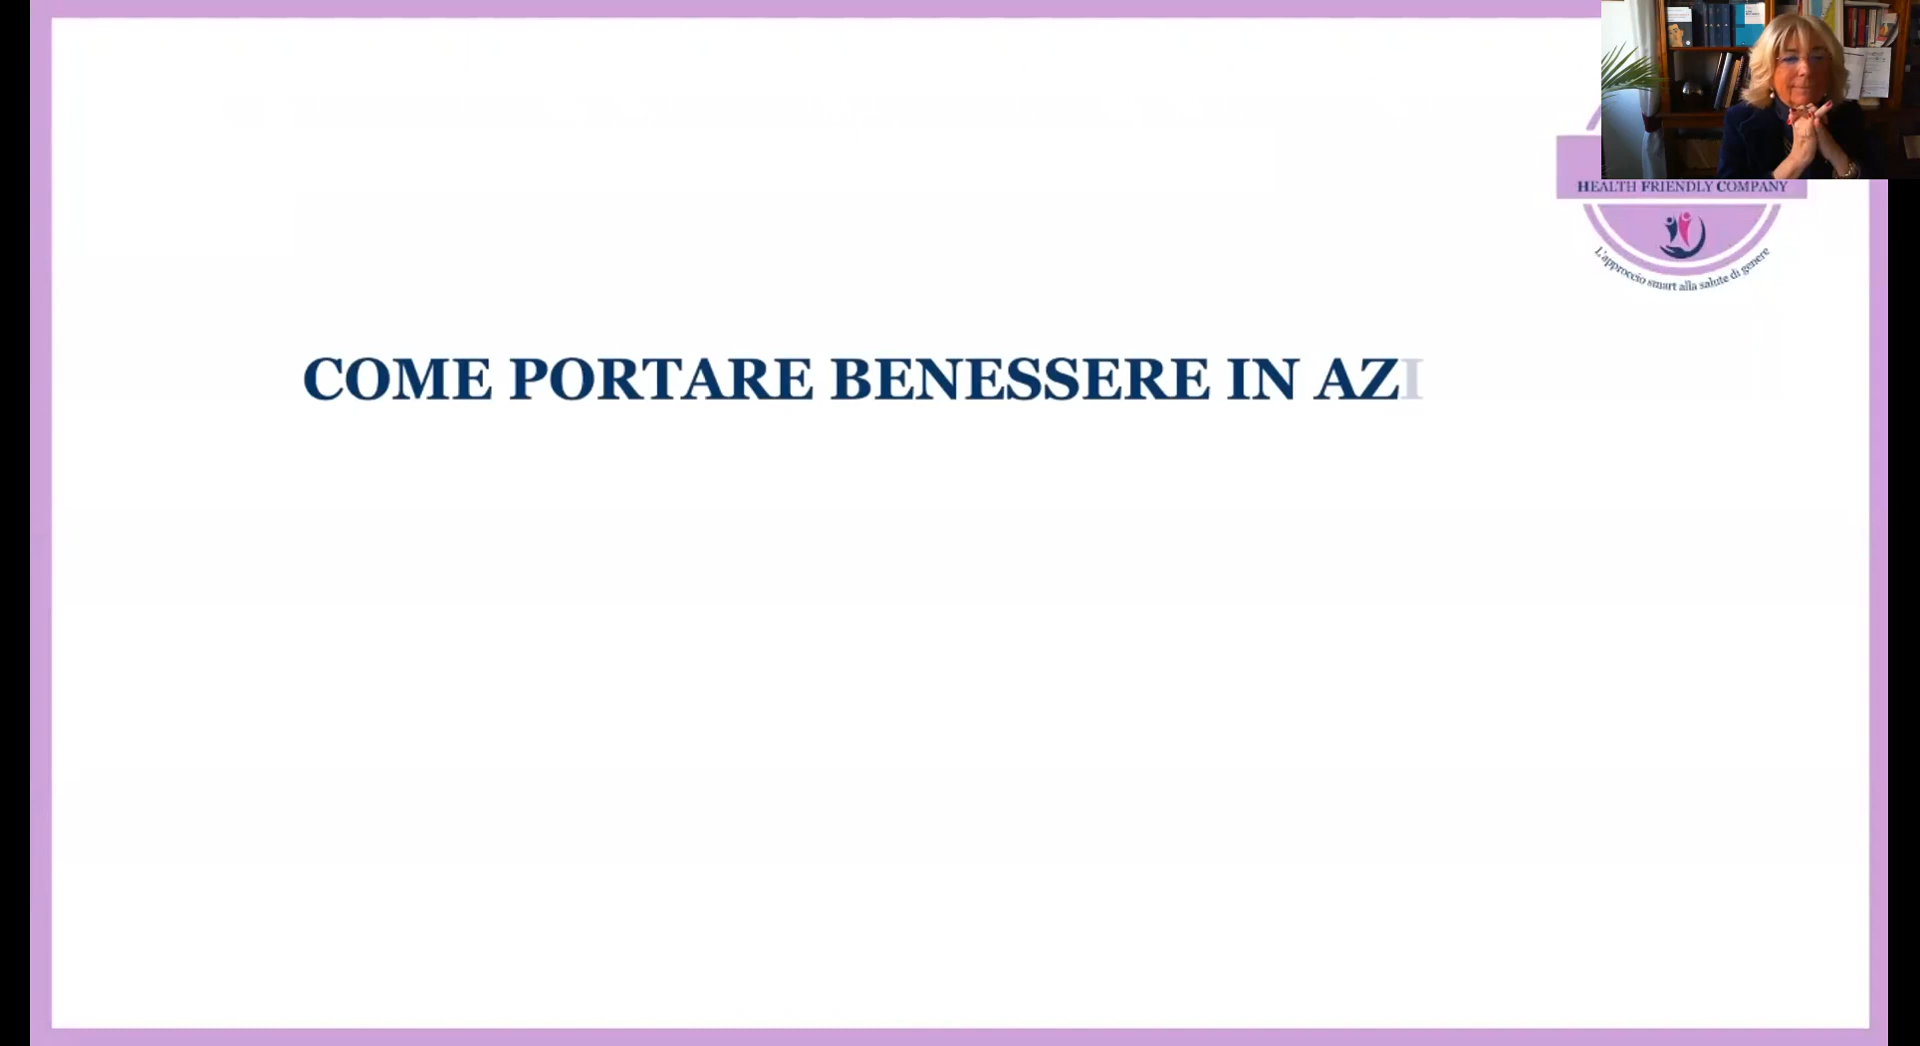 HEALTH FRIENDLY COMPANY
L'approccio smart alla salute di genere
COME PORTARE BENESSERE IN AZI